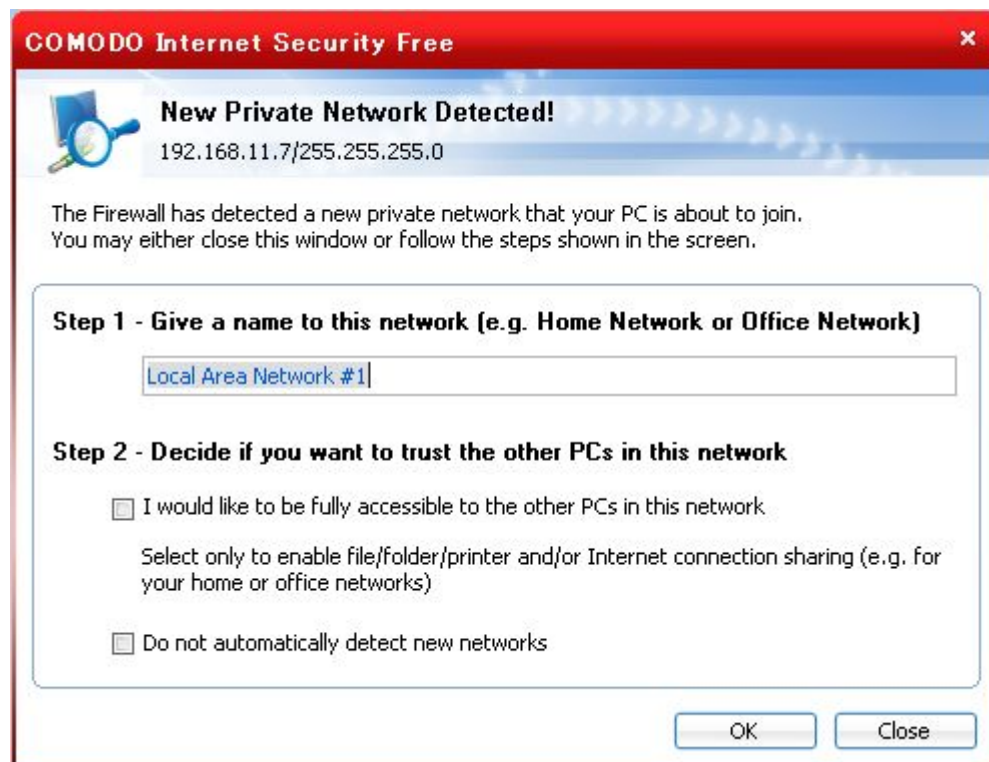 COMODO Internet Security Free
New Private Network Detected!
192.168.11.7/255.255.255.0
The Firewall has detected a new private network that your PC is about to join.
You may either close this window or follow the steps shown in the screen.
Step 1 - Give a name to this network (e.g. Home Network or Office Network)
Local Area Network #1
Step 2 - Decide if you want to trust the other PCs in this network
I would like to be fully accessible to the other PCs in this network
Select only to enable file/folder/printer and/or Internet connection sharing (e.g. for
your home or office networks)
Do not automatically detect new networks
OK
Close